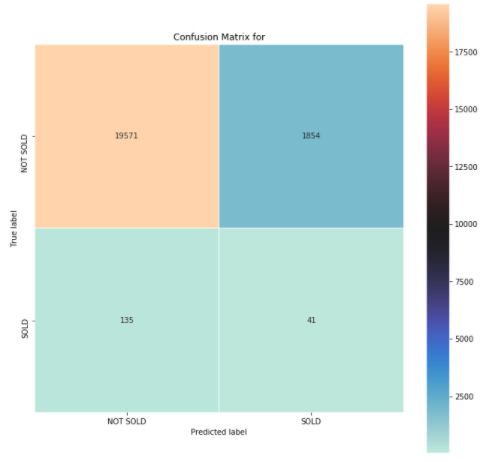 Confusion Matrix for
NOT SOLD
SOLD
True label
19571
1854
135
41
NOT SOLD
SOLD
Predicted label
17500
15000
12500
10000
7500
5000
2500